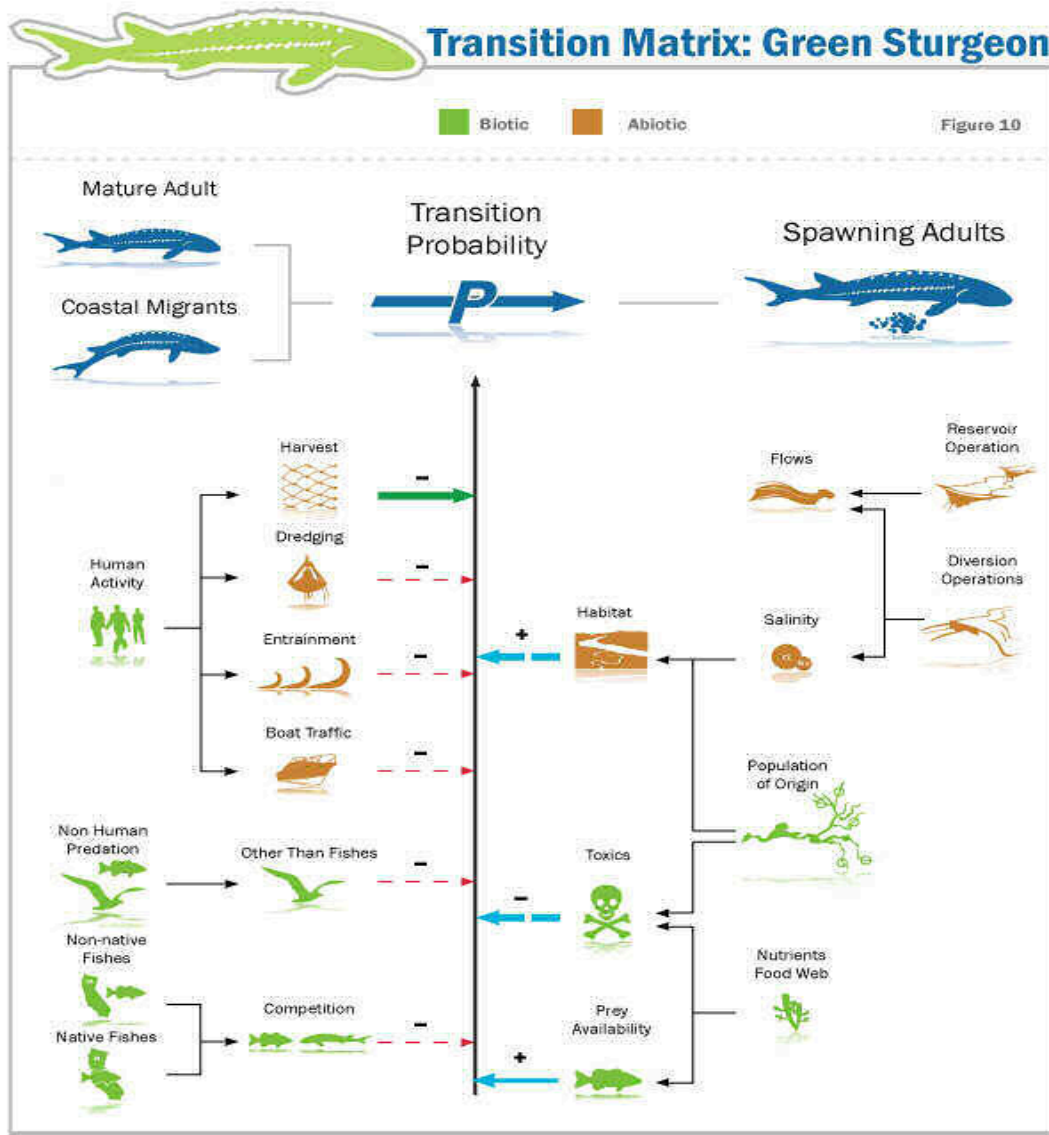 Transition Matrix: Green Sturgeon
Biotic
Abiotic
Figure 10
Mature Adult
Coastal Migrants
Transition
Probability
P
Spawning Adults
Harvest
-
Dredging
-
Human
Activity
Entrainment
-
Boat Traffic
-
Non Human
Predation
Other Than Fishes
-
Non-native
Fishes
Native Fishes
Competition
-
Flows
Reservoir
Operation
Diversion
Operations
Habitat
+
Salinity
Population
of Origin
Toxics
-
Nutrients
Food Web
Prey
Availability
+